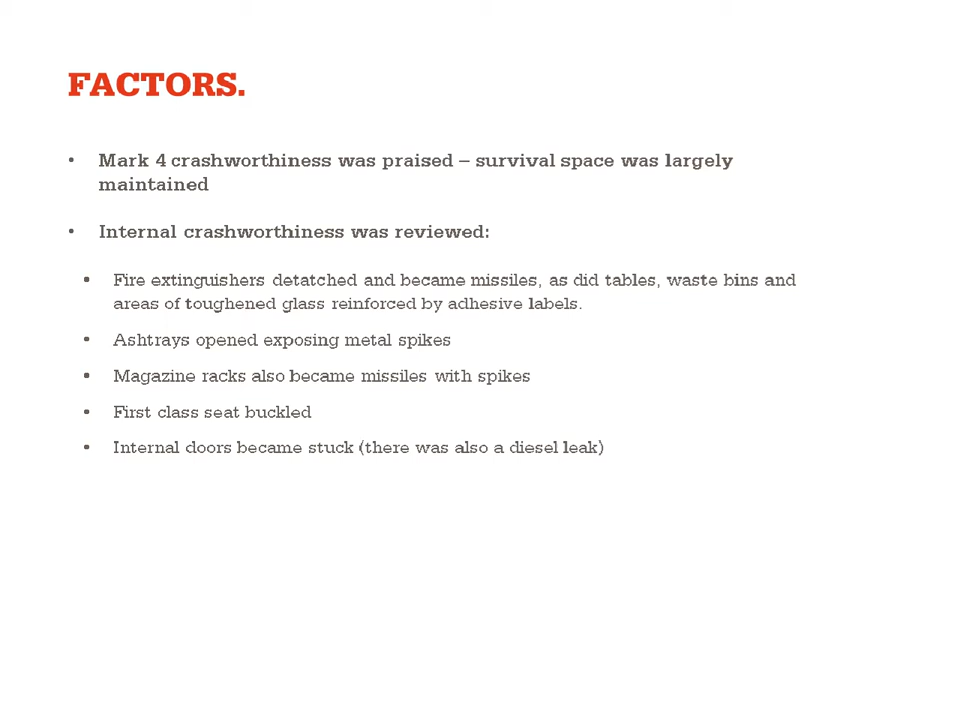 FACTORS.
• Mark 4 crashworthiness was praised – survival space was largely
maintained
• Internal crashworthiness was reviewed:
• Fire extinguishers detatched and became missiles, as did tables, waste bins and
areas of toughened glass reinforced by adhesive labels.
• Ashtrays opened exposing metal spikes
• Magazine racks also became missiles with spikes
• First class seat buckled
• Internal doors became stuck (there was also a diesel leak)